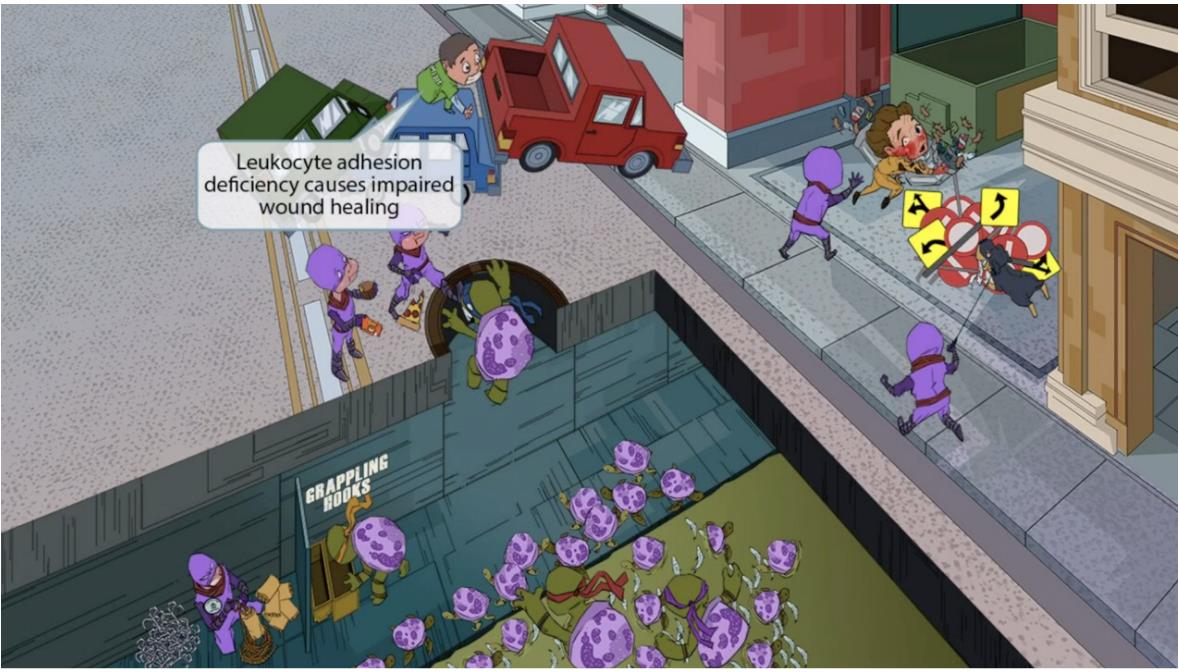 Leukocyte adhesion
deficiency causes impaired
wound healing
GRAPPLING
HOOKS